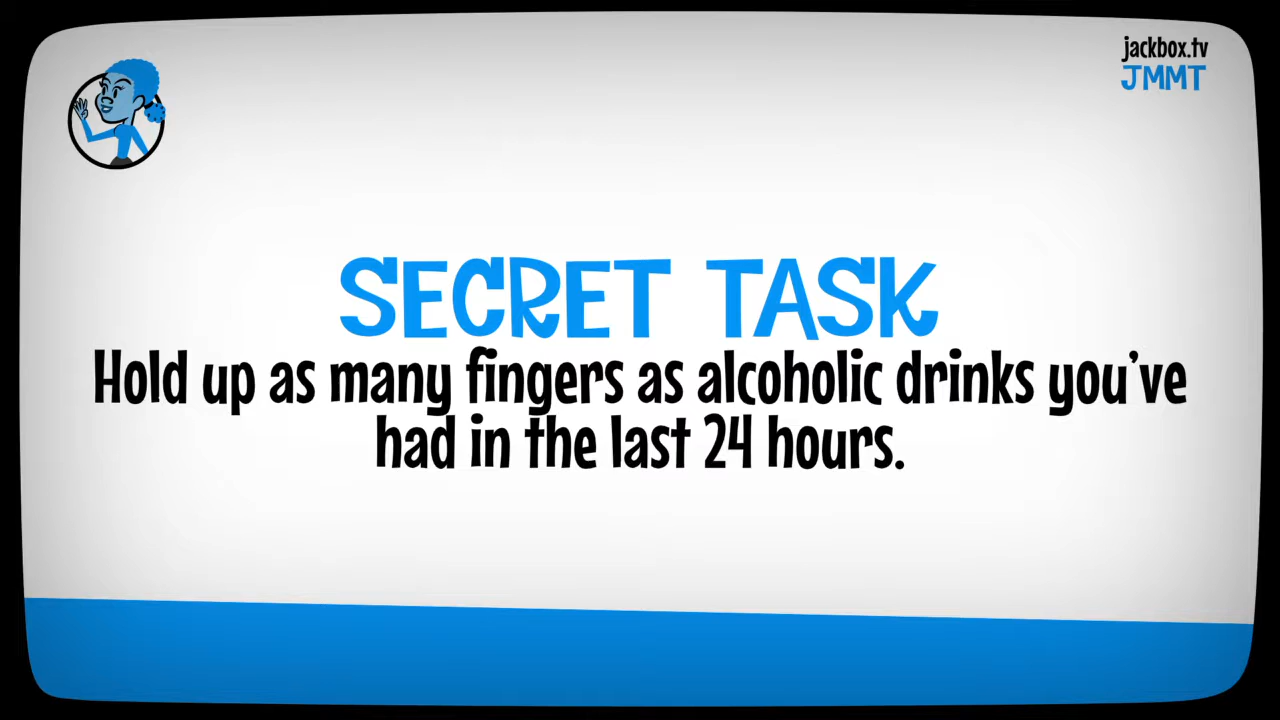 jackbox.tv
JMMT
SECRET TASK
Hold up as many fingers as alcoholic drinks you've
had in the last 24 hours.